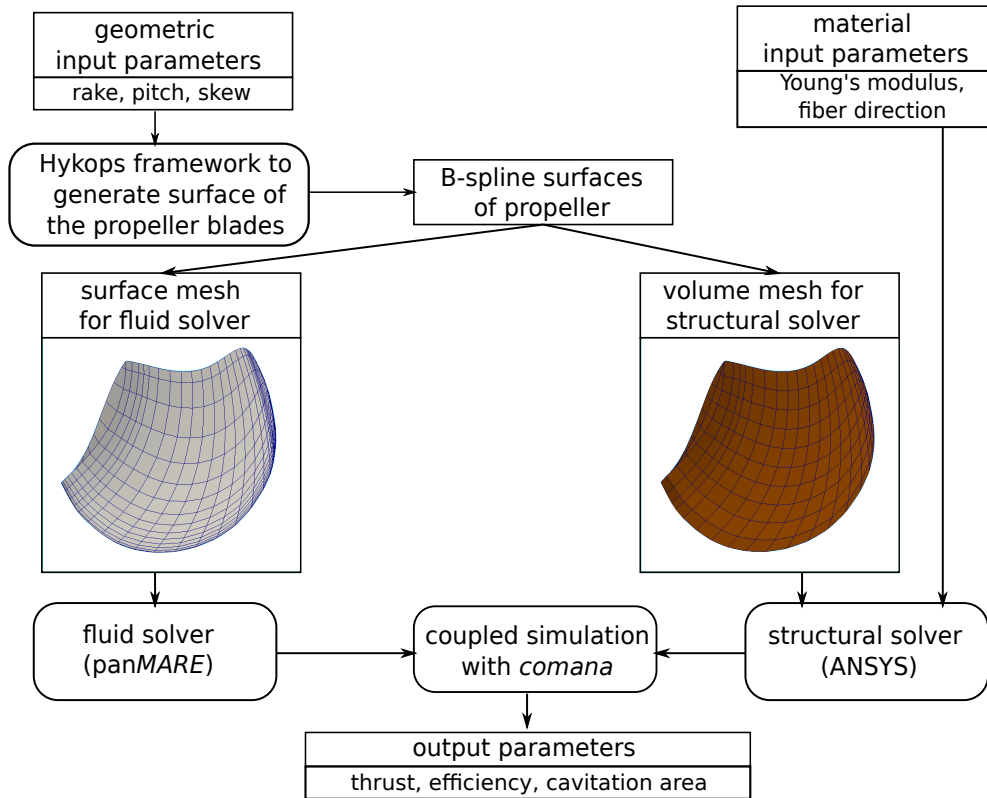 geometric
input parameters
rake, pitch, skew
material
input parameters
Young's modulus,
fiber direction
Hykops framework to
generate surface of
the propeller blades
B-spline surfaces
of propeller
surface mesh
for fluid solver
volume mesh for
structural solver
fluid solver
(panMARE)
coupled simulation
with comana
structural solver
(ANSYS)
output parameters
thrust, efficiency, cavitation area